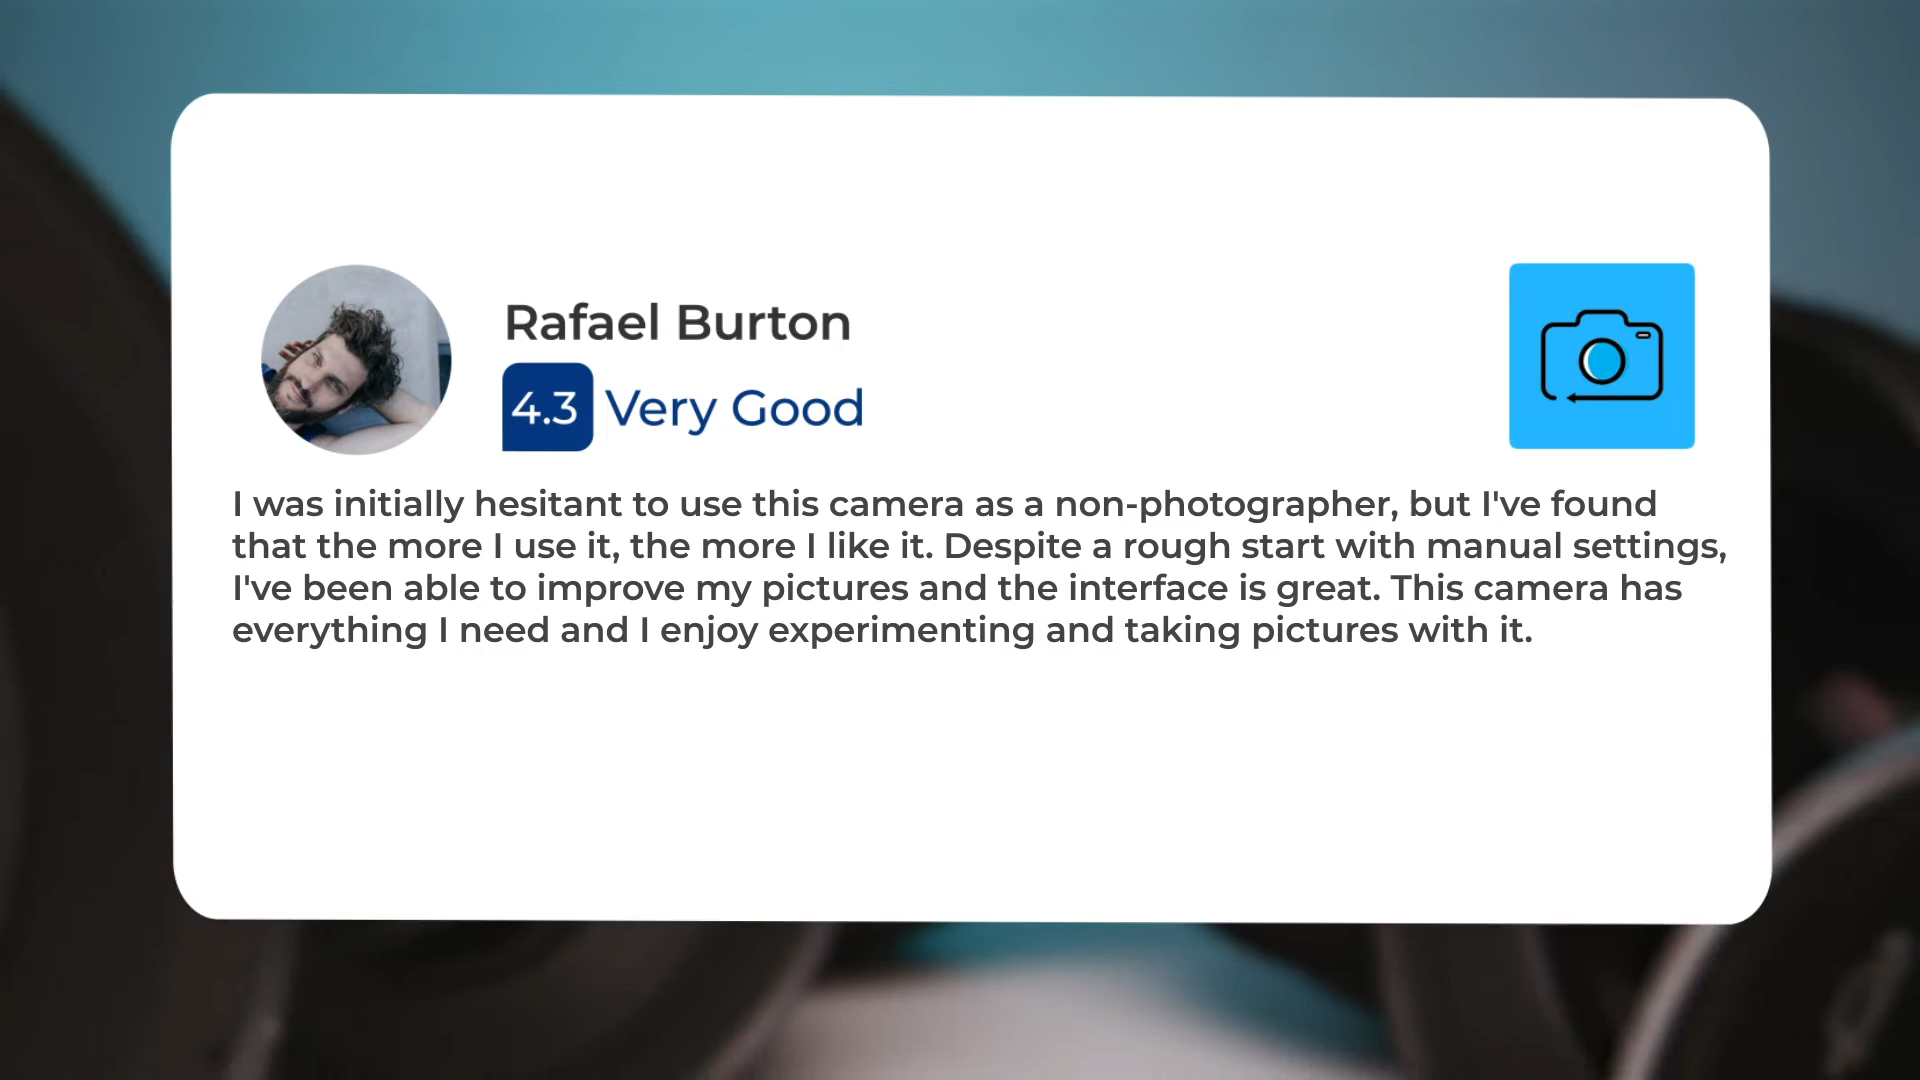 Rafael Burton
4.3 Very Good
I was initially hesitant to use this camera as a non-photographer, but I've found
that the more I use it, the more I like it. Despite a rough start with manual settings,
I've been able to improve my pictures and the interface is great. This camera has
everything I need and I enjoy experimenting and taking pictures with it.